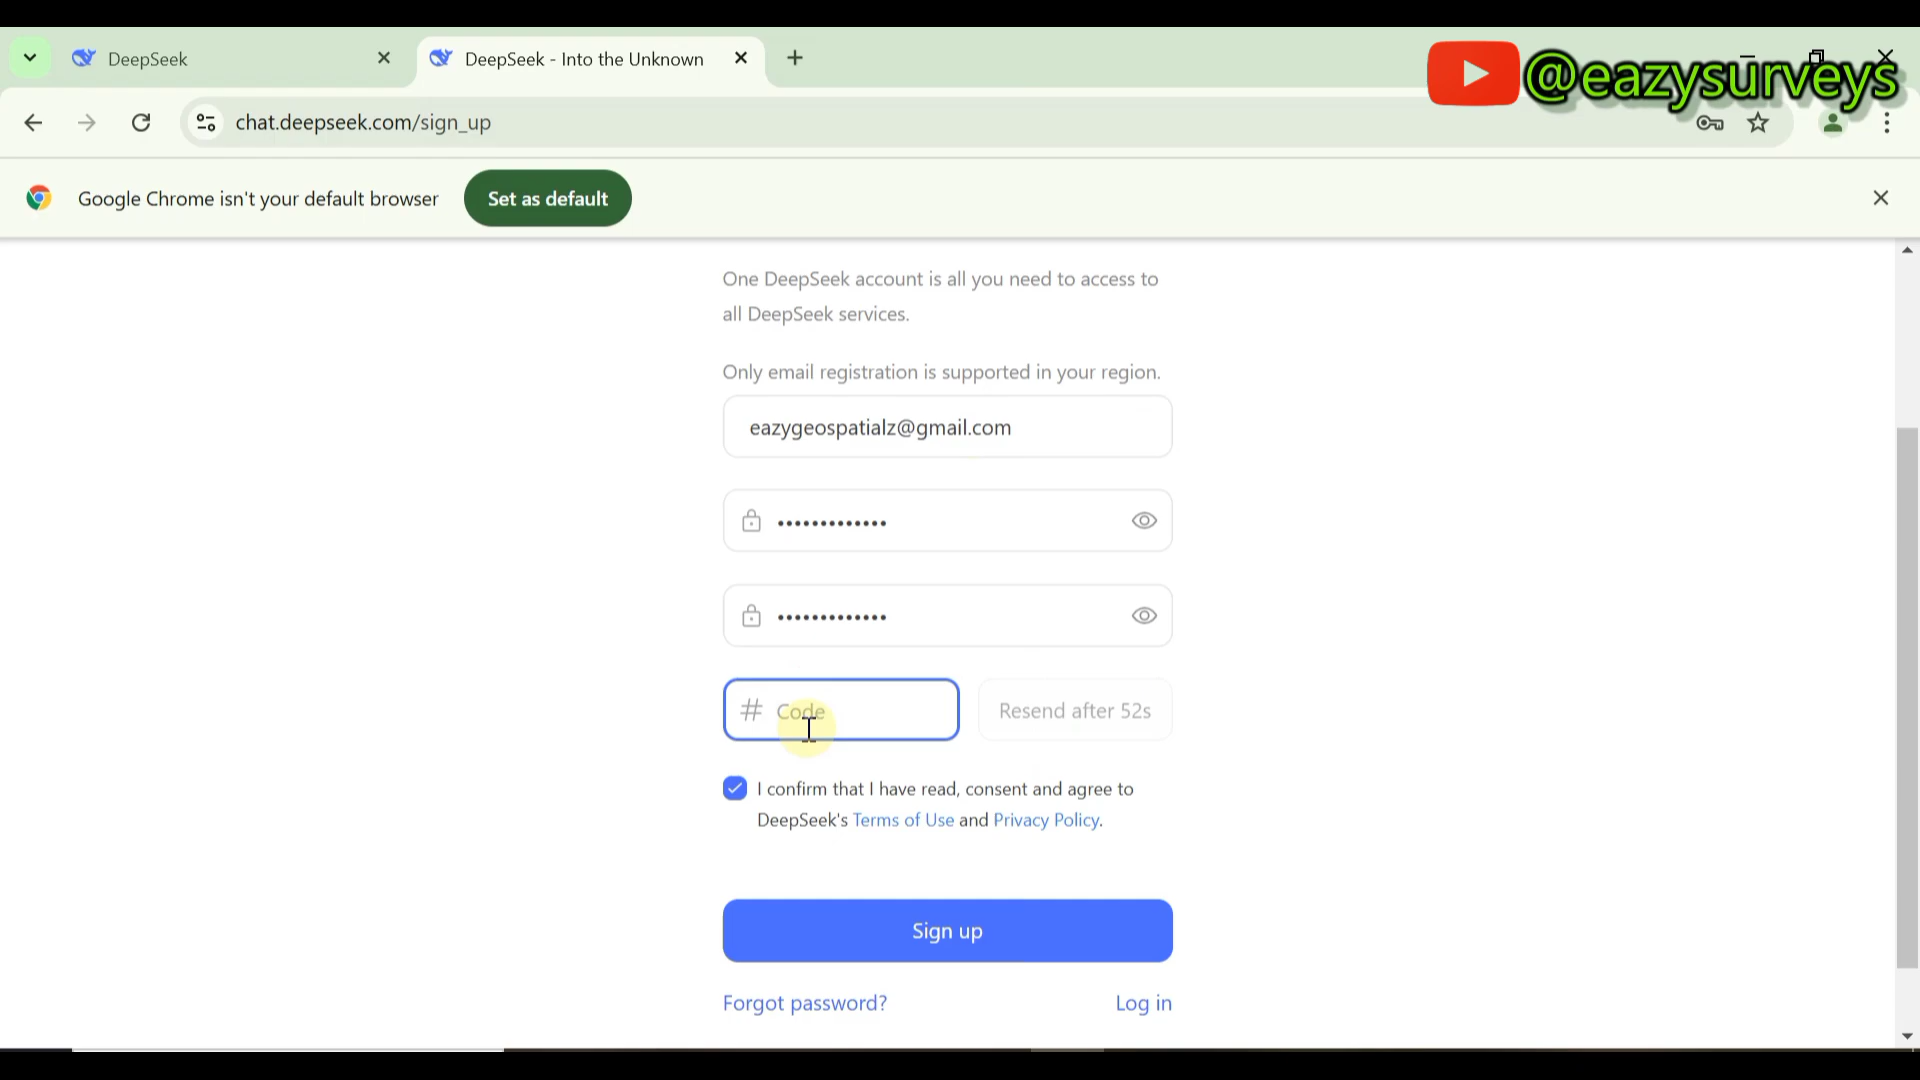 DeepSeek
DeepSeek - Into the Unknown
@eazysurveys
chat.deepseek.com/sign_up
Google Chrome isn't your default browser
Set as default
One DeepSeek account is all you need to access to
all DeepSeek services.
Only email registration is supported in your region.
eazygeospatialz@gmail.com
•••••••••••••
•••••••••••••
# Code
Resend after 52s
I confirm that I have read, consent and agree to
DeepSeek's Terms of Use and Privacy Policy.
Sign up
Forgot password?
Log in